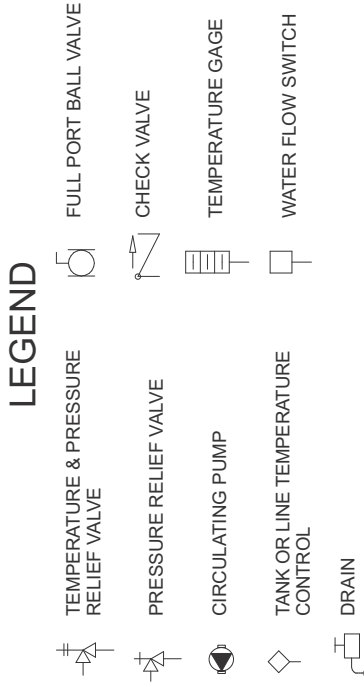 LEGEND
TEMPERATURE & PRESSURE
RELIEF VALVE
PRESSURE RELIEF VALVE
CIRCULATING PUMP
TANK OR LINE TEMPERATURE
CONTROL
DRAIN
FULL PORT BALL VALVE
CHECK VALVE
TEMPERATURE GAGE
WATER FLOW SWITCH